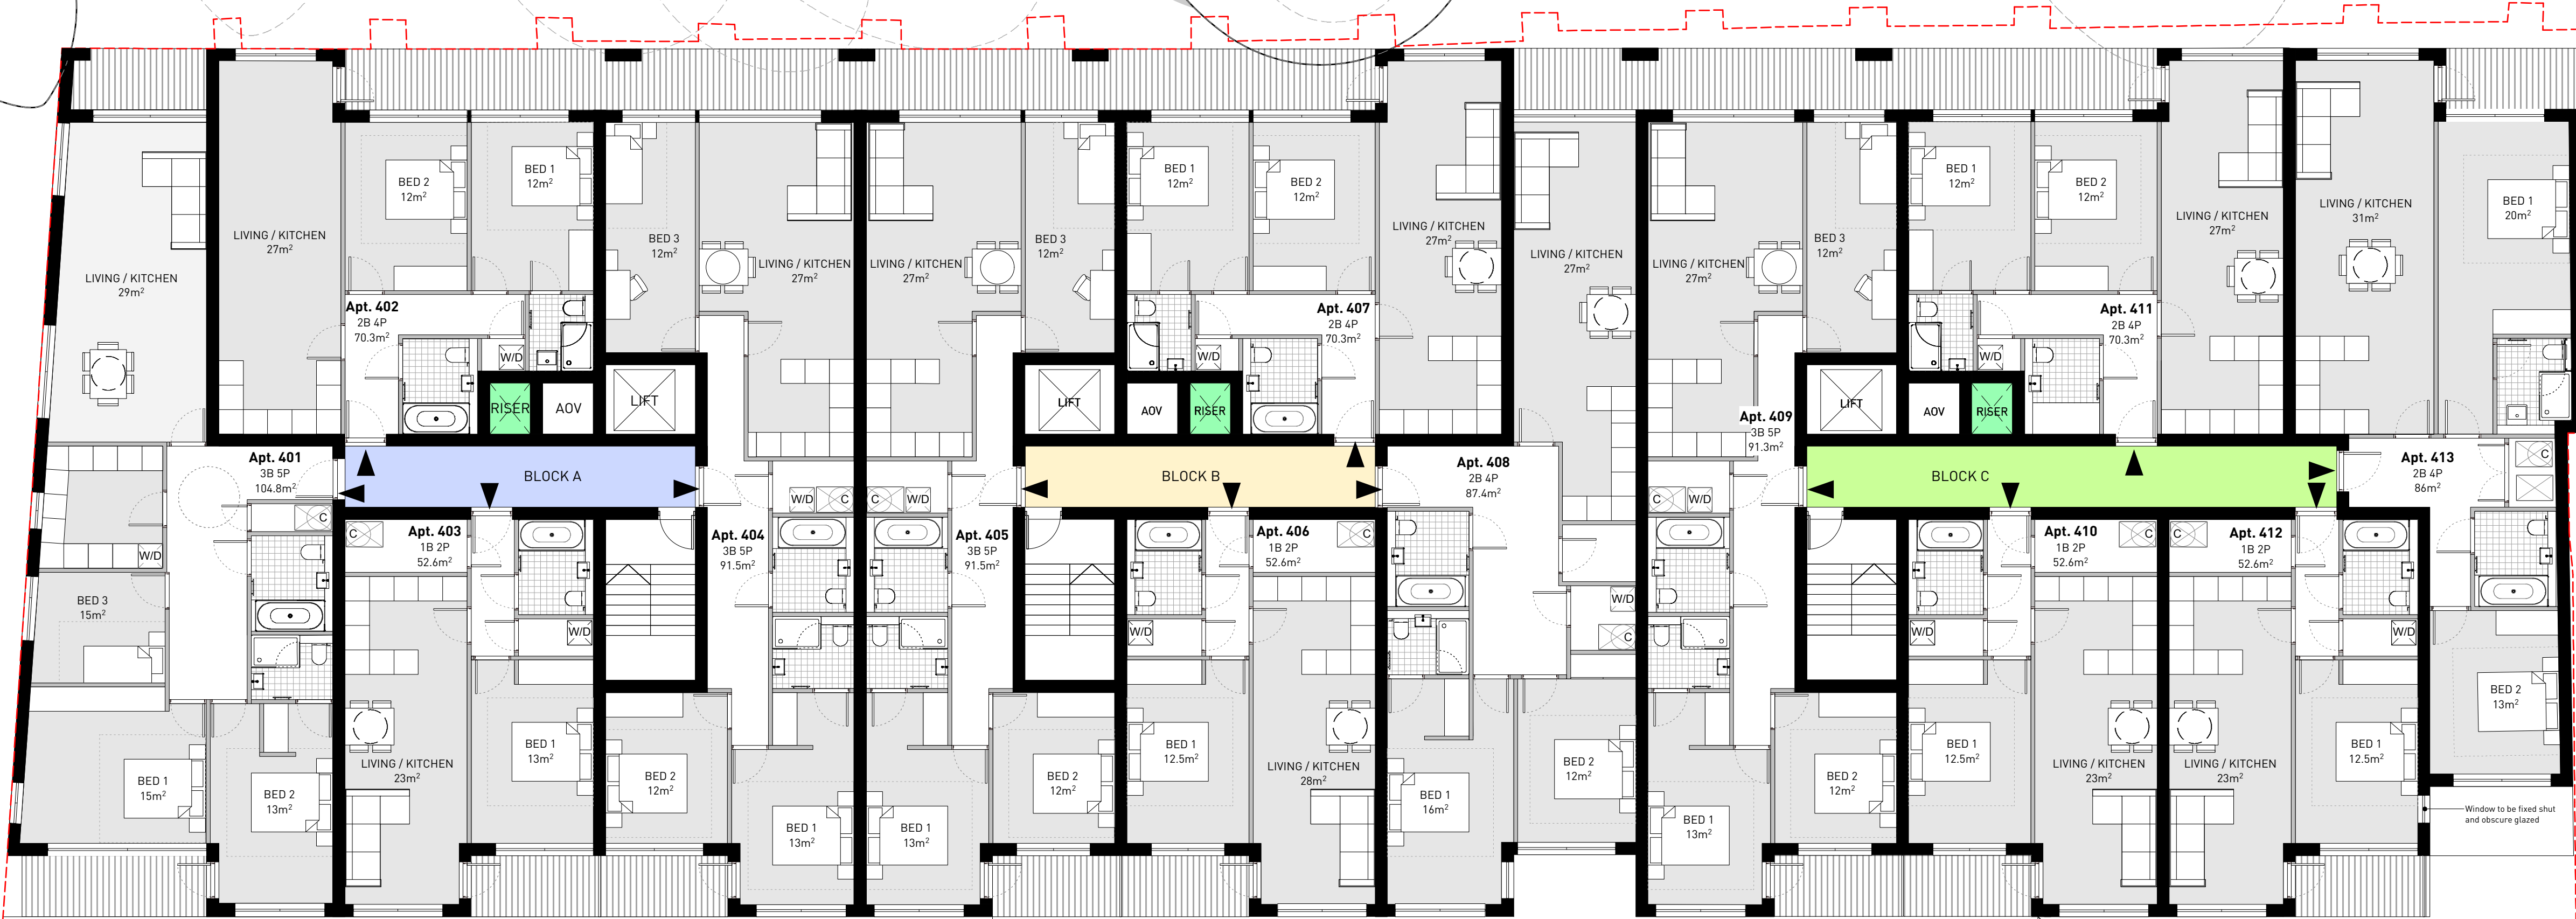 LIVING / KITCHEN
29m²
LIVING / KITCHEN
27m²
BED 2
12m²
BED 1
12m²
BED 3
12m²
LIVING / KITCHEN
27m²
LIVING / KITCHEN
27m²
BED 3
12m²
BED 1
12m²
BED 2
12m²
LIVING / KITCHEN
27m²
LIVING / KITCHEN
27m²
LIVING / KITCHEN
27m²
BED 3
12m²
BED 1
12m²
BED 2
12m²
LIVING / KITCHEN
27m²
LIVING / KITCHEN
31m²
BED 1
20m²
Apt. 402
2B 4P
70.3m²
W/D
RISER
AOV
LIFT
LIFT
AOV
RISER
W/D
Apt. 407
2B 4P
70.3m²
Apt. 409
3B 5P
91.3m²
LIFT
AOV
RISER
W/D
Apt. 411
2B 4P
70.3m²
Apt. 401
3B 5P
104.8m²
C
W/D
BLOCK A
W/D
C
C
W/D
BLOCK B
Apt. 408
2B 4P
87.4m²
C
W/D
BLOCK C
Apt. 413
2B 4P
86m²
C
C
Apt. 403
1B 2P
52.6m²
W/D
Apt. 404
3B 5P
91.5m²
Apt. 405
3B 5P
91.5m²
W/D
Apt. 406
1B 2P
52.6m²
C
W/D
C
W/D
Apt. 410
1B 2P
52.6m²
C
C
Apt. 412
1B 2P
52.6m²
W/D
BED 3
15m²
BED 1
15m²
BED 2
13m²
LIVING / KITCHEN
23m²
BED 1
13m²
BED 2
12m²
BED 1
13m²
BED 1
13m²
BED 2
12m²
BED 1
12.5m²
LIVING / KITCHEN
28m²
BED 1
16m²
BED 2
12m²
BED 1
13m²
BED 2
12m²
BED 1
12.5m²
LIVING / KITCHEN
23m²
LIVING / KITCHEN
23m²
BED 1
12.5m²
BED 2
13m²
Window to be fixed shut
and obscure glazed